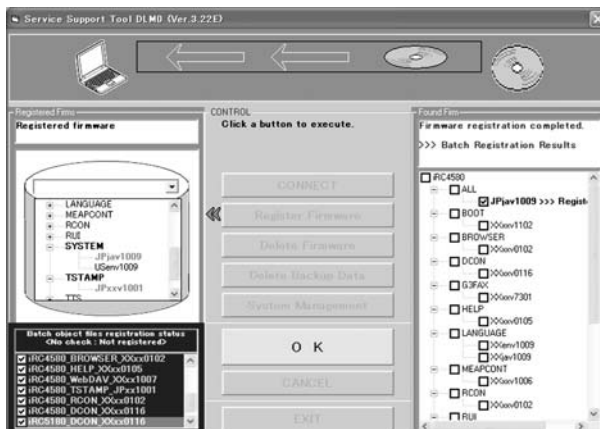 Service Support Tool DLM0 (Ver.3.22E)
Registered Firms
Registered firmware
LANGUAGE
MEAPCONT
RCON
RUI
SYSTEM
JPjav1009
USenv1009
TSTAMP
JPxxv1001
TTS
Batch object files registration status
<No check : Not registered>
iRC4580_BROWSER_XXxx0102
iRC4580_HELP_XXxx0105
iRC4580_WebDAV_XXxx1007
iRC4580_TSTAMP_JPxx1001
iRC4580_RCON_XXxx0102
iRC4580_DCON_XXxx0116
iRC5180_DCON_XXxx0116
CONTROL
Click a button to execute.
CONNECT
Register Firmware
Delete Firmware
Delete Backup Data
System Management
O K
CANCEL
EXIT
Found Firm
Firmware registration completed.
>>> Batch Registration Results
iRC4580
ALL
JPjav1009 >>> Regist
BOOT
XXxxv1102
BROWSER
XXxxv0102
DCON
XXxxv0116
G3FAX
XXxxv7301
HELP
XXxxv0105
LANGUAGE
XXenv1009
XXjav1009
MEAPCONT
XXxxv1006
RCON
XXxxv0102
RUI